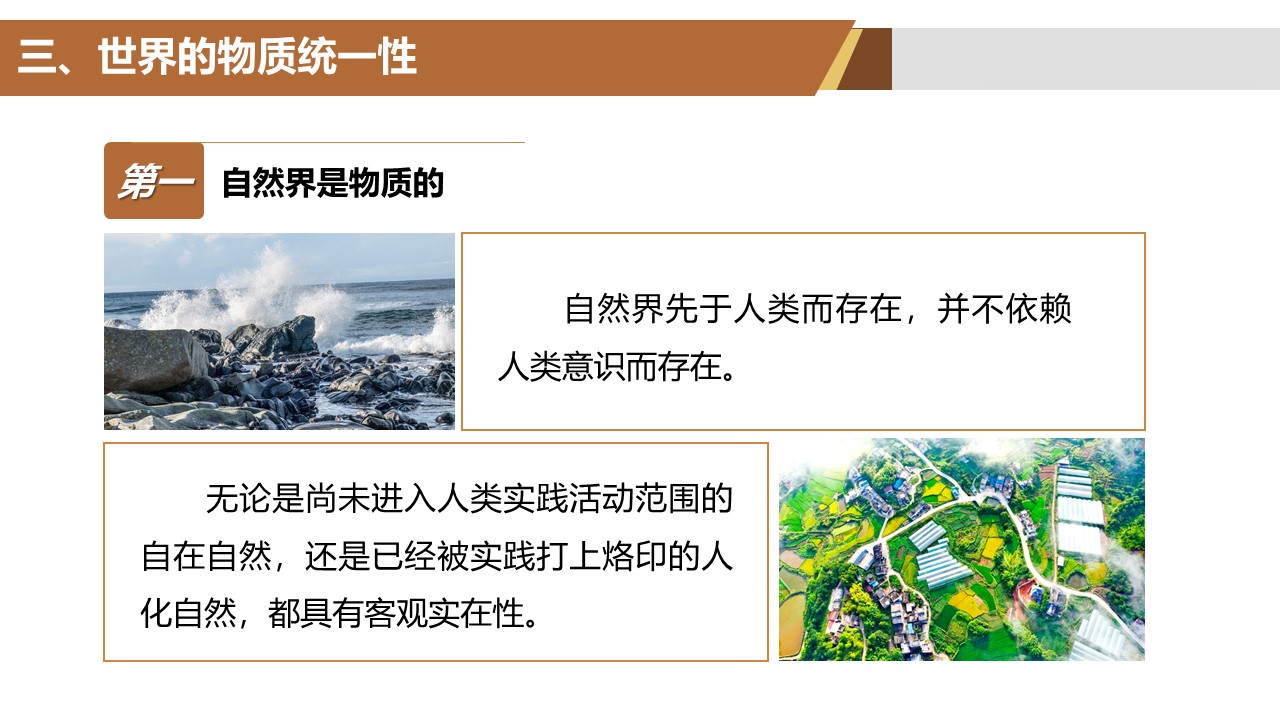 三、世界的物质统一性
第一
自然界是物质的
自然界先于人类而存在，并不依赖
人类意识而存在。
无论是尚未进入人类实践活动范围的
自在自然，还是已经被实践打上烙印的人
化自然，都具有客观实在性。